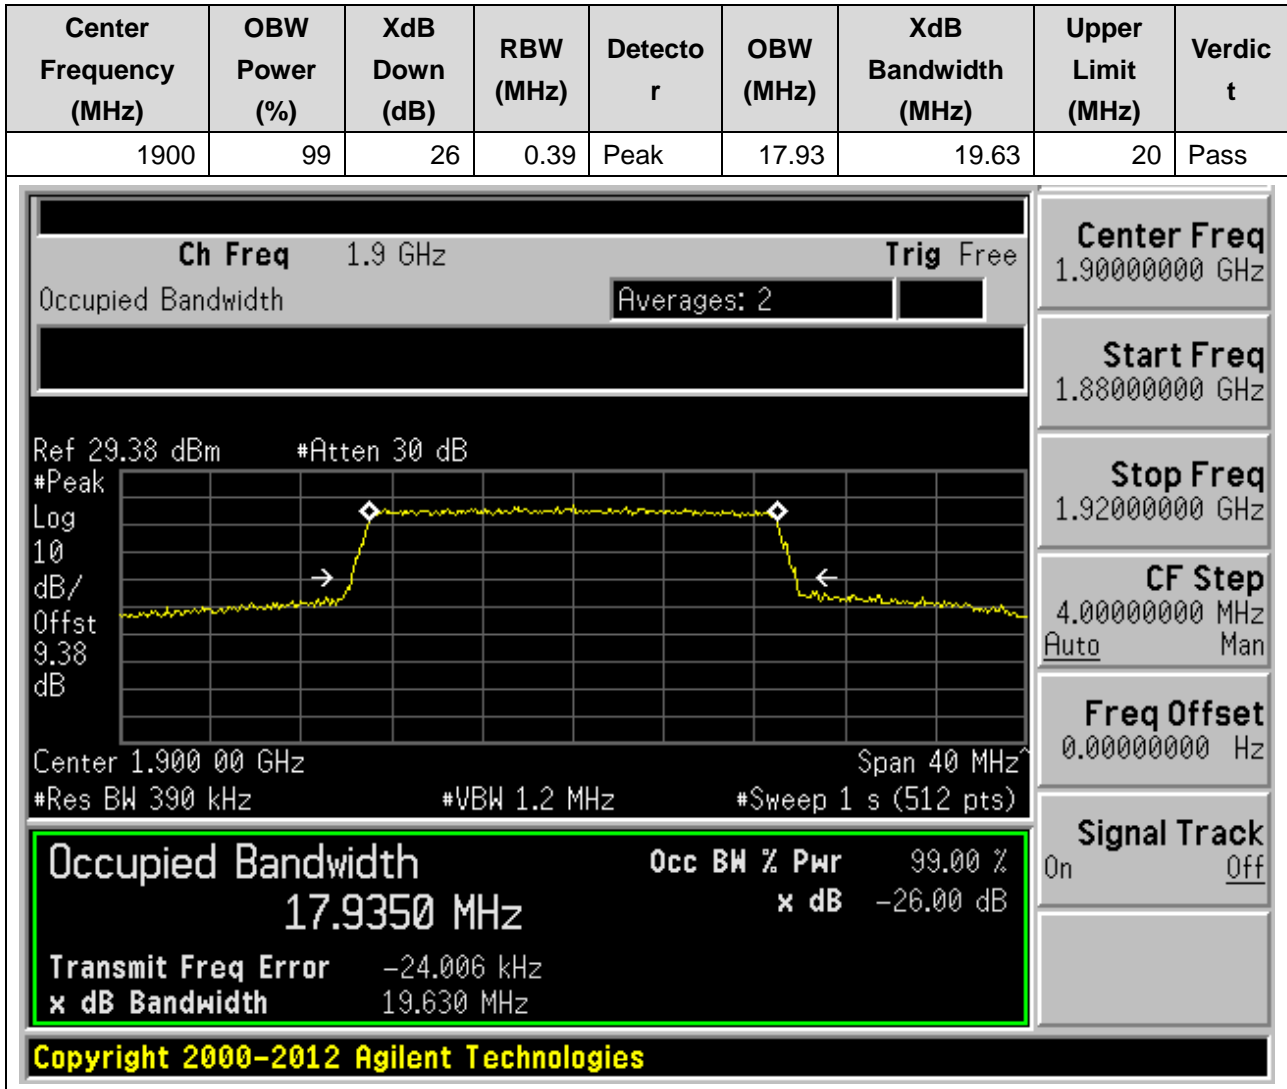 Center Frequency (MHz) OBW Power (%) XdB Down (dB) RBW (MHz) Detecto r OBW (MHz) XdB Bandwidth (MHz) Upper Limit (MHz) Verdic t
1900 99 26 0.39 Peak 17.93 19.63 20 Pass
Ch Freq 1.9 GHz Trig Free
Occupied Bandwidth Averages: 2
Ref 29.38 dBm #Atten 30 dB
#Peak
Log
10
dB/
Offst
9.38
dB
Center 1.900 00 GHz Span 40 MHz^
#Res BW 390 kHz #VBW 1.2 MHz #Sweep 1 s (512 pts)
Occupied Bandwidth Occ BW % Pwr 99.00 %
17.9350 MHz x dB -26.00 dB
Transmit Freq Error -24.006 kHz
x dB Bandwidth 19.630 MHz
Copyright 2000-2012 Agilent Technologies
Center Freq
1.90000000 GHz
Start Freq
1.88000000 GHz
Stop Freq
1.92000000 GHz
CF Step
4.00000000 MHz
Auto Man
Freq Offset
0.00000000 Hz
Signal Track
On Off